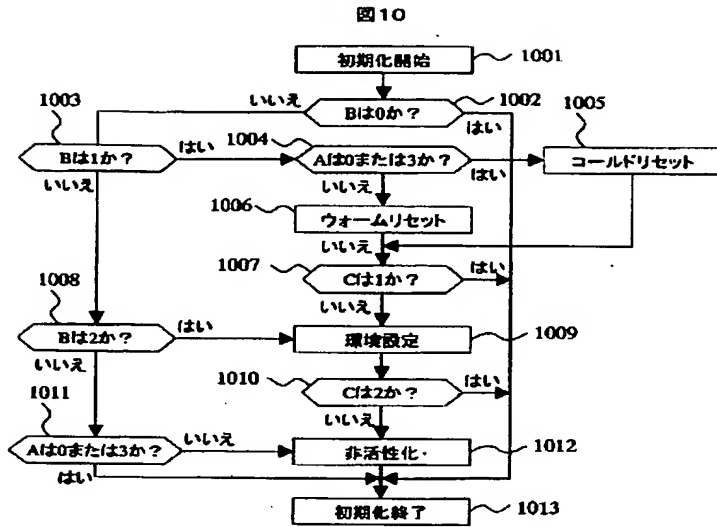 図10
初期化開始
1001
1003
いいえ
Bは0か?
1002
はい
1005
Bは1か?
はい
1004
Aは0または3か?
はい
コールドリセット
いいえ
いいえ
1006
ウォームリセット
いいえ
1007
Cは1か?
はい
1008
いいえ
Bは2か?
はい
環境設定
1009
いいえ
1010
Cは2か?
はい
1011
いいえ
Aは0または3か?
いいえ
非活性化・
1012
はい
初期化終了
1013